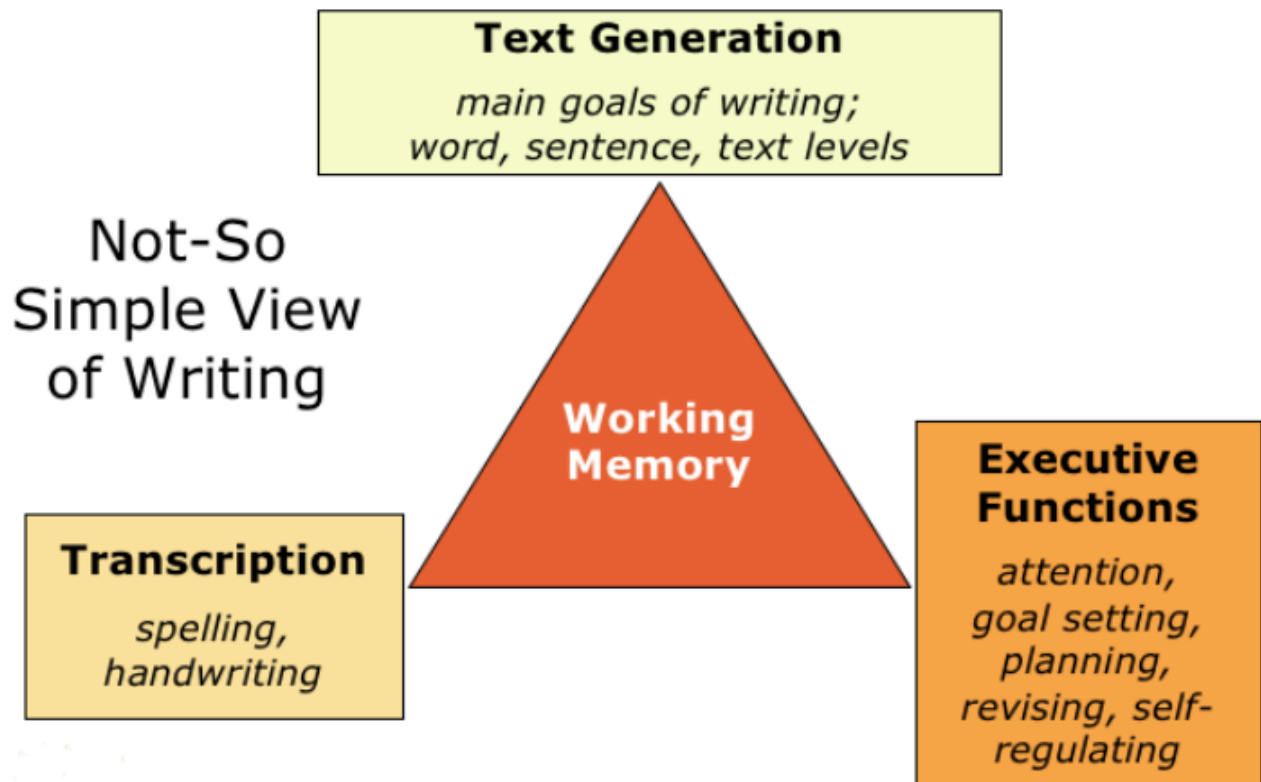 Text Generation
main goals of writing;
word, sentence, text levels
Not-So
Simple View
of Writing
Working
Memory
Transcription
spelling,
handwriting
Executive
Functions
attention,
goal setting,
planning,
revising, self-
regulating